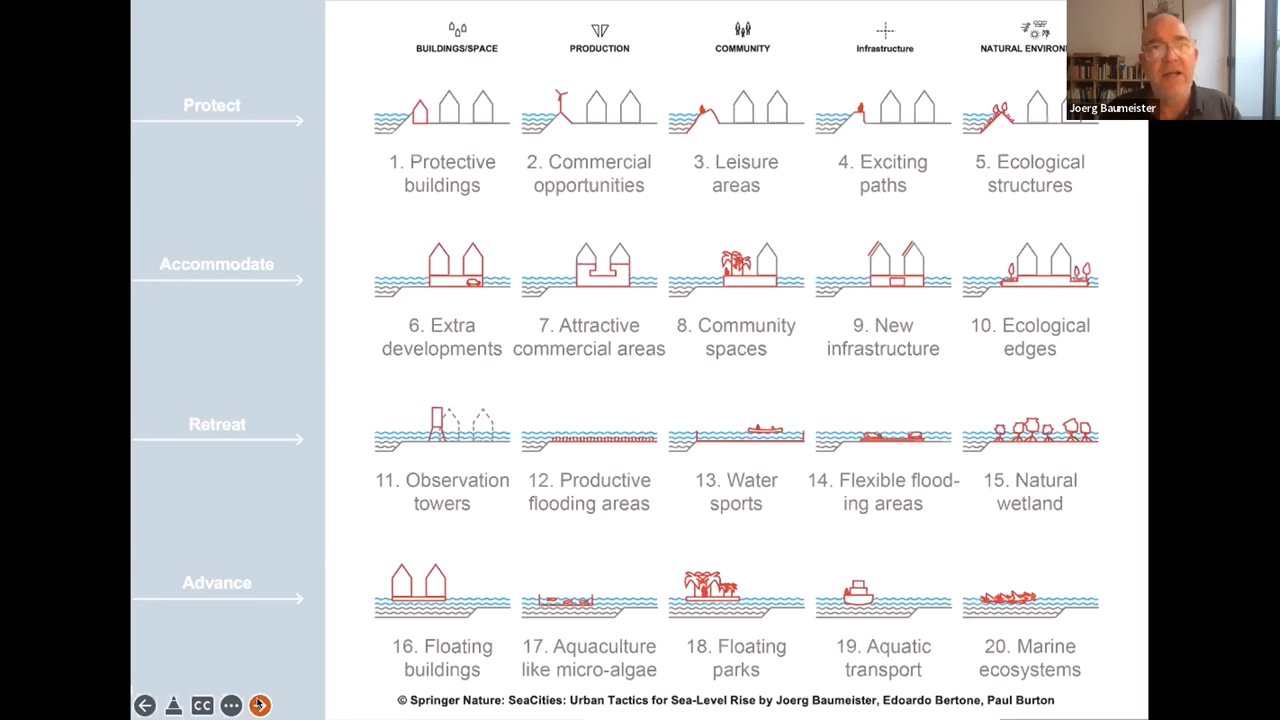 BUILDINGS/SPACE
PRODUCTION
COMMUNITY
Infrastructure
NATURAL
Joerg Baumeister
Protect
1. Protective
buildings
2. Commercial
opportunities
3. Leisure
areas
4. Exciting
paths
5. Ecological
structures
Accommodate
6. Extra
developments
7. Attractive
commercial areas
8. Community
spaces
9. New
infrastructure
10. Ecological
edges
Retreat
11. Observation
towers
12. Productive
flooding areas
13. Water
sports
14. Flexible flood-
ing areas
15. Natural
wetland
Advance
16. Floating
buildings
17. Aquaculture
like micro-algae
18. Floating
parks
19. Aquatic
transport
20. Marine
ecosystems
CC
© Springer Nature: SeaCities: Urban Tactics for Sea-Level Rise by Joerg Baumeister, Edoardo Bertone, Paul Burton